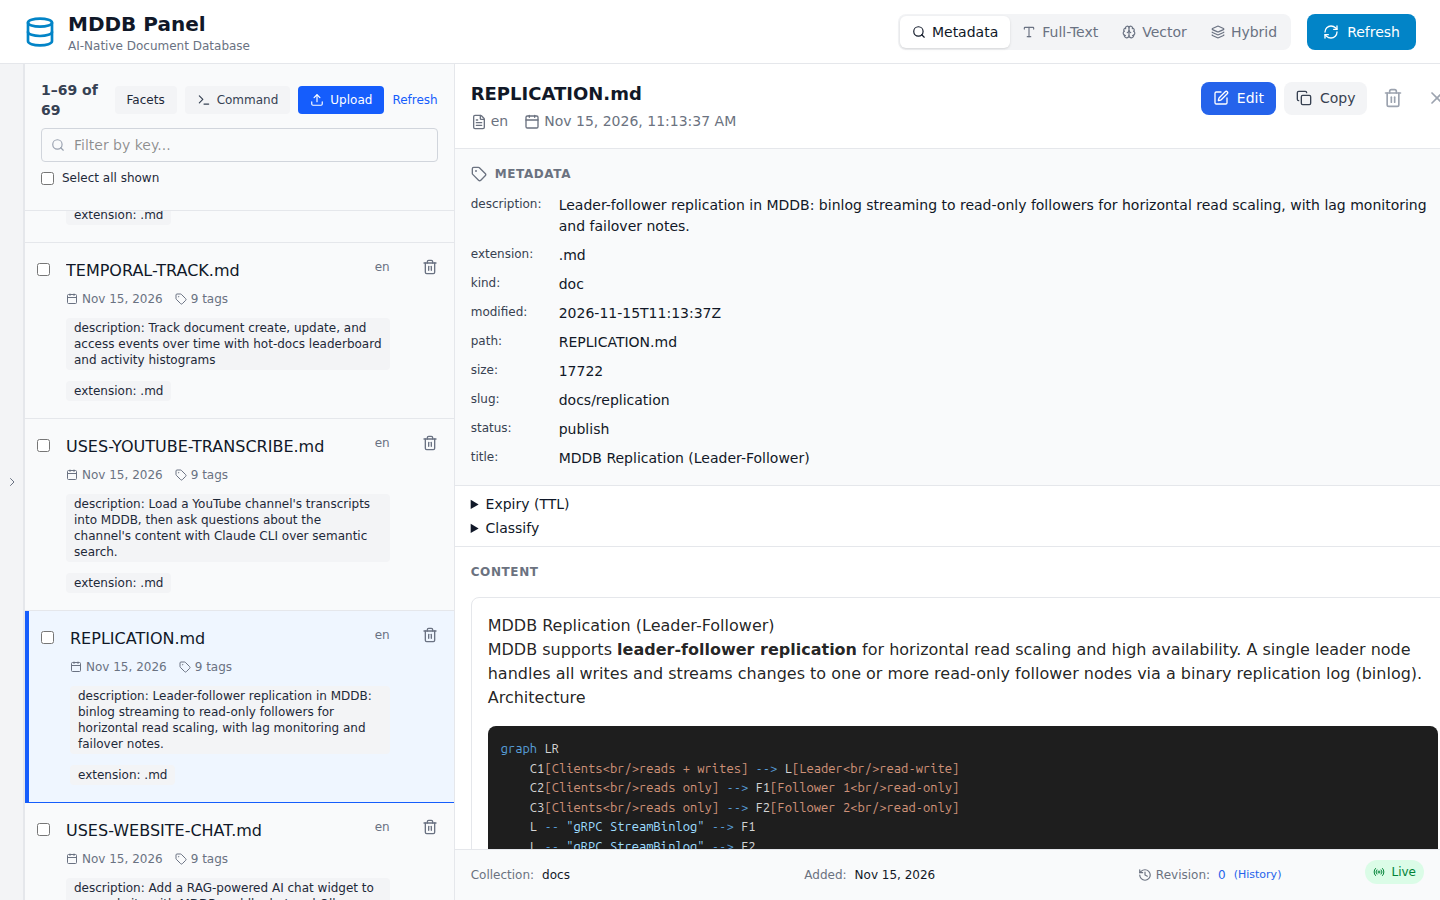 MDDB Panel
AI-Native Document Database
Metadata
Full-Text
Vector
Hybrid
Refresh
1–69 of
69
Facets
Command
Upload
Refresh
Filter by key...
Select all shown
extension: .md
TEMPORAL-TRACK.md
en
Nov 15, 2026
9 tags
description: Track document create, update, and
access events over time with hot-docs leaderboard
and activity histograms
extension: .md
USES-YOUTUBE-TRANSCRIBE.md
en
Nov 15, 2026
9 tags
description: Load a YouTube channel's transcripts
into MDDB, then ask questions about the
channel's content with Claude CLI over semantic
search.
extension: .md
REPLICATION.md
en
Nov 15, 2026
9 tags
description: Leader-follower replication in MDDB:
binlog streaming to read-only followers for
horizontal read scaling, with lag monitoring and
failover notes.
extension: .md
USES-WEBSITE-CHAT.md
en
Nov 15, 2026
9 tags
description: Add a RAG-powered AI chat widget to
REPLICATION.md
en
Nov 15, 2026, 11:13:37 AM
Edit
Copy
METADATA
description: Leader-follower replication in MDDB: binlog streaming to read-only followers for horizontal read scaling, with lag monitoring
and failover notes.
extension: .md
kind: doc
modified: 2026-11-15T11:13:37Z
path: REPLICATION.md
size: 17722
slug: docs/replication
status: publish
title: MDDB Replication (Leader-Follower)
Expiry (TTL)
Classify
CONTENT
MDDB Replication (Leader-Follower)
MDDB supports leader-follower replication for horizontal read scaling and high availability. A single leader node
handles all writes and streams changes to one or more read-only follower nodes via a binary replication log (binlog).
Architecture
graph LR
C1[Clients<br/>reads + writes] --> L[Leader<br/>read-write]
C2[Clients<br/>reads only] --> F1[Follower 1<br/>read-only]
C3[Clients<br/>reads only] --> F2[Follower 2<br/>read-only]
L -- "gRPC StreamBinlog" --> F1
L -- "gRPC StreamBinlog" --> F2
Collection: docs
Added: Nov 15, 2026
Revision: 0 (History)
Live